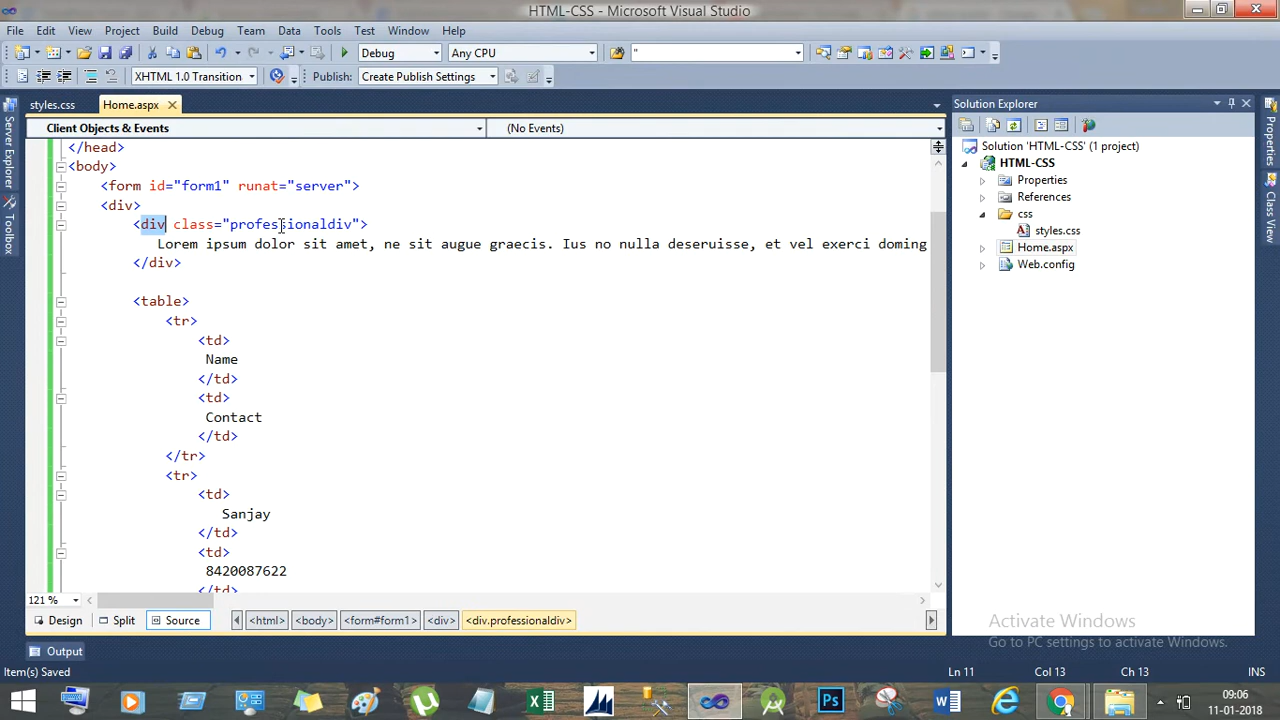 HTML-CSS - Microsoft Visual Studio
File Edit View Project Build Debug Team Data Tools Test Window Help
Debug Any CPU "
XHTML 1.0 Transition Publish: Create Publish Settings
styles.css Home.aspx
Client Objects & Events (No Events)
</head>
<body>
<form id="form1" runat="server">
<div>
<div class="professionaldiv">
Lorem ipsum dolor sit amet, ne sit augue graecis. Ius no nulla deseruisse, et vel exerci doming
</div>
<table>
<tr>
<td>
Name
</td>
<td>
Contact
</td>
</tr>
<tr>
<td>
Sanjay
</td>
<td>
8420087622
</td>
121 %
Design Split Source <html> <body> <form#form1> <div> <div.professionaldiv>
Output
Item(s) Saved Ln 11 Col 13 Ch 13 INS
Server Explorer
Toolbox
Solution Explorer
Solution 'HTML-CSS' (1 project)
HTML-CSS
Properties
References
css
styles.css
Home.aspx
Web.config
Properties
Class View
Activate Windows
Go to PC settings to activate Windows.
09:06
11-01-2018